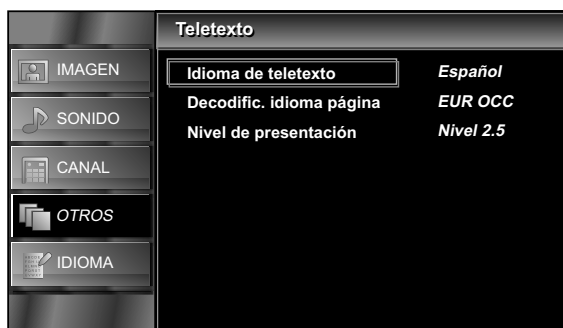 Teletexto
IMAGEN
SONIDO
CANAL
OTROS
IDIOMA
Idioma de teletexto Español
Decodific. idioma página EUR OCC
Nivel de presentación Nivel 2.5